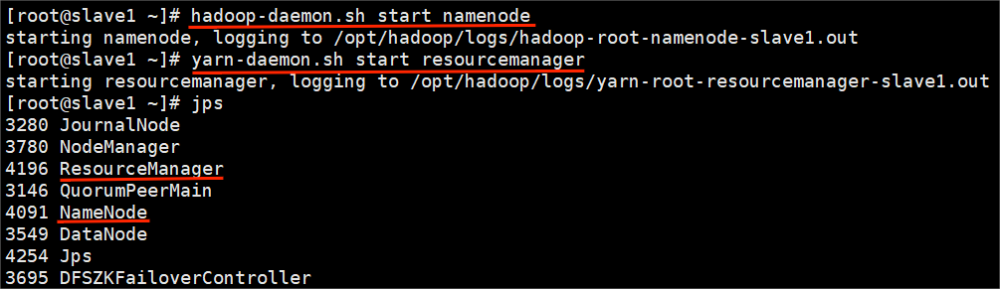 [root@slave1 ~]# hadoop-daemon.sh start namenode
starting namenode, logging to /opt/hadoop/logs/hadoop-root-namenode-slave1.out
[root@slave1 ~]# yarn-daemon.sh start resourcemanager
starting resourcemanager, logging to /opt/hadoop/logs/yarn-root-resourcemanager-slave1.out
[root@slave1 ~]# jps
3280 JournalNode
3780 NodeManager
4196 ResourceManager
3146 QuorumPeerMain
4091 NameNode
3549 DataNode
4254 Jps
3695 DFSZKFailoverController